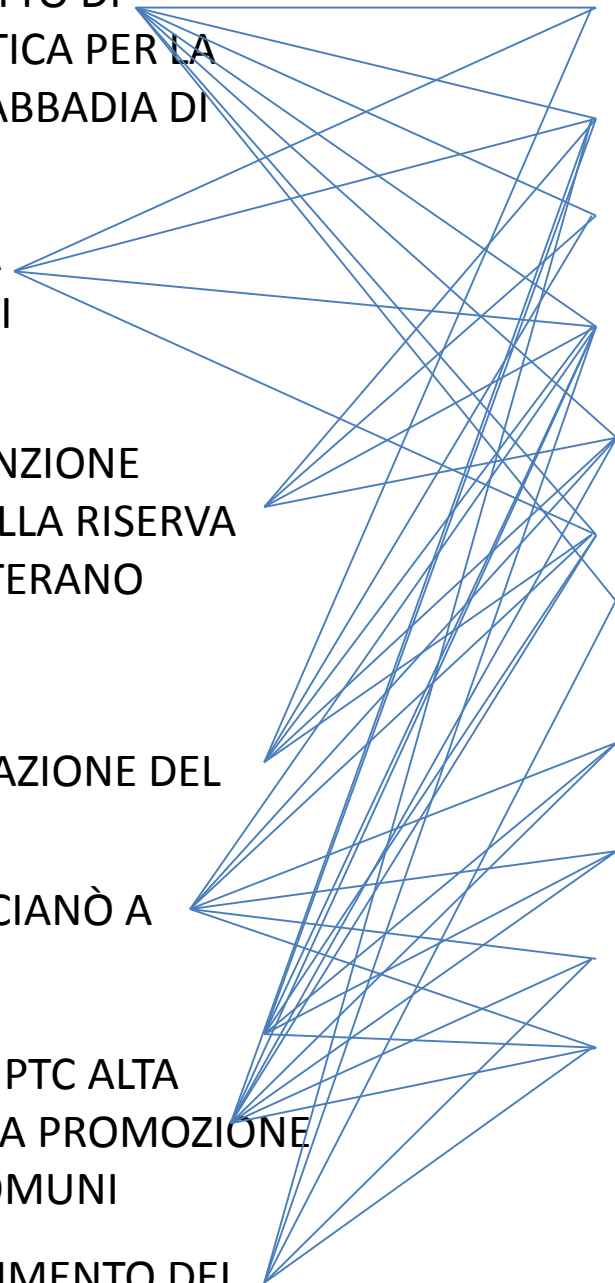 TTO DI
TICA PER LA
ABBADIA DI
A
I
NZIONE
LLA RISERVA
TERANO
AZIONE DEL
CIANÒ A
PTC ALTA
A PROMOZIONE
OMUNI
IMENTO DEL